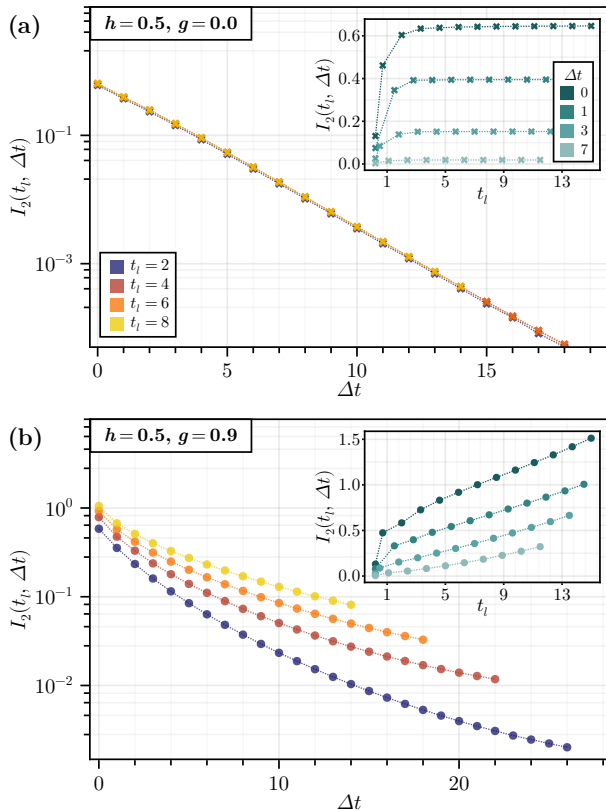 (a)
h = 0.5, g = 0.0
I₂(tₗ, Δt)
10⁻¹
10⁻³
tₗ = 2
tₗ = 4
tₗ = 6
tₗ = 8
0 5 10 15
Δt
I₂(tₗ, Δt)
0.6
0.4
0.2
0.0
1 5 9 13
tₗ
Δt
0
1
3
7
(b)
h = 0.5, g = 0.9
I₂(tₗ, Δt)
10⁰
10⁻¹
10⁻²
0 10 20
Δt
I₂(tₗ, Δt)
1.5
1.0
0.5
0.0
1 5 9 13
tₗ